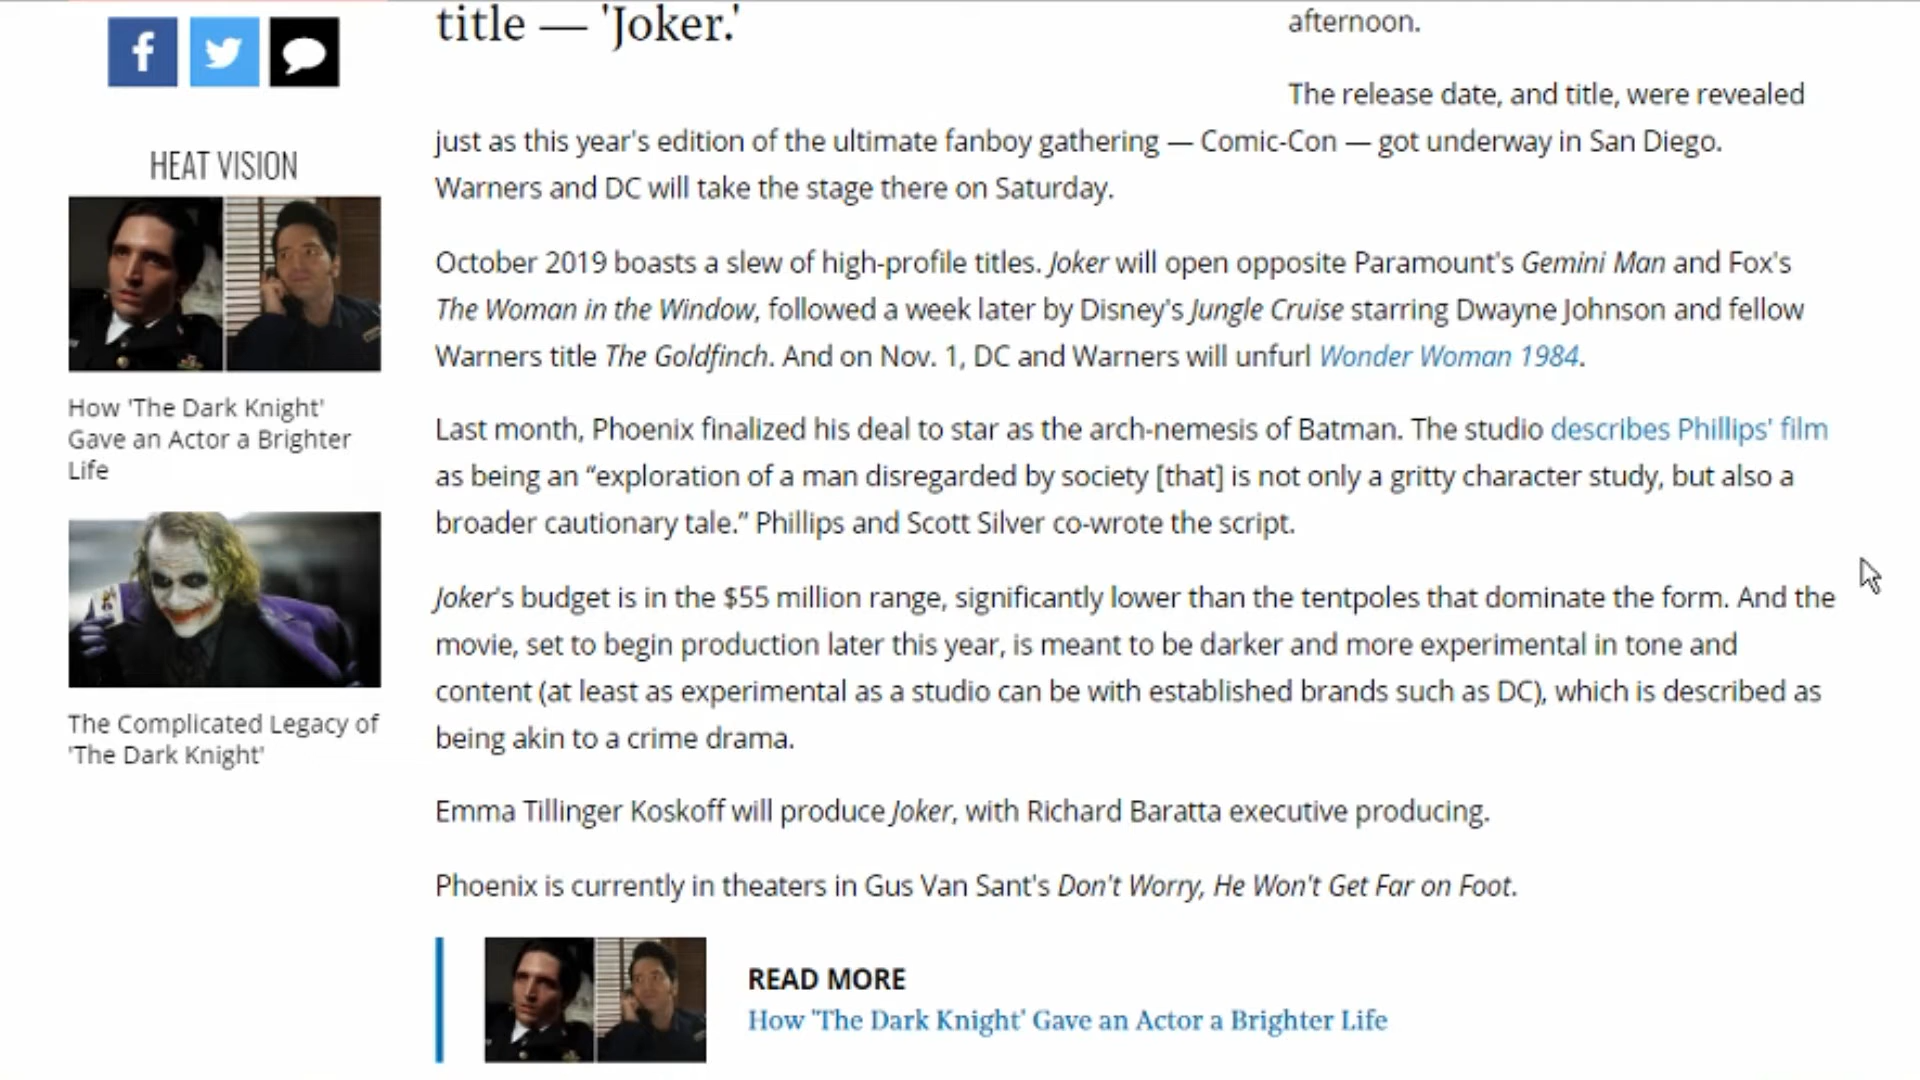 HEAT VISION
How 'The Dark Knight'
Gave an Actor a Brighter
Life
The Complicated Legacy of
'The Dark Knight'
title — 'Joker.'
afternoon.
The release date, and title, were revealed
just as this year's edition of the ultimate fanboy gathering — Comic-Con — got underway in San Diego.
Warners and DC will take the stage there on Saturday.
October 2019 boasts a slew of high-profile titles. Joker will open opposite Paramount's Gemini Man and Fox's
The Woman in the Window, followed a week later by Disney's Jungle Cruise starring Dwayne Johnson and fellow
Warners title The Goldfinch. And on Nov. 1, DC and Warners will unfurl Wonder Woman 1984.
Last month, Phoenix finalized his deal to star as the arch-nemesis of Batman. The studio describes Phillips' film
as being an “exploration of a man disregarded by society [that] is not only a gritty character study, but also a
broader cautionary tale.” Phillips and Scott Silver co-wrote the script.
Joker's budget is in the $55 million range, significantly lower than the tentpoles that dominate the form. And the
movie, set to begin production later this year, is meant to be darker and more experimental in tone and
content (at least as experimental as a studio can be with established brands such as DC), which is described as
being akin to a crime drama.
Emma Tillinger Koskoff will produce Joker, with Richard Baratta executive producing.
Phoenix is currently in theaters in Gus Van Sant's Don't Worry, He Won't Get Far on Foot.
READ MORE
How 'The Dark Knight' Gave an Actor a Brighter Life